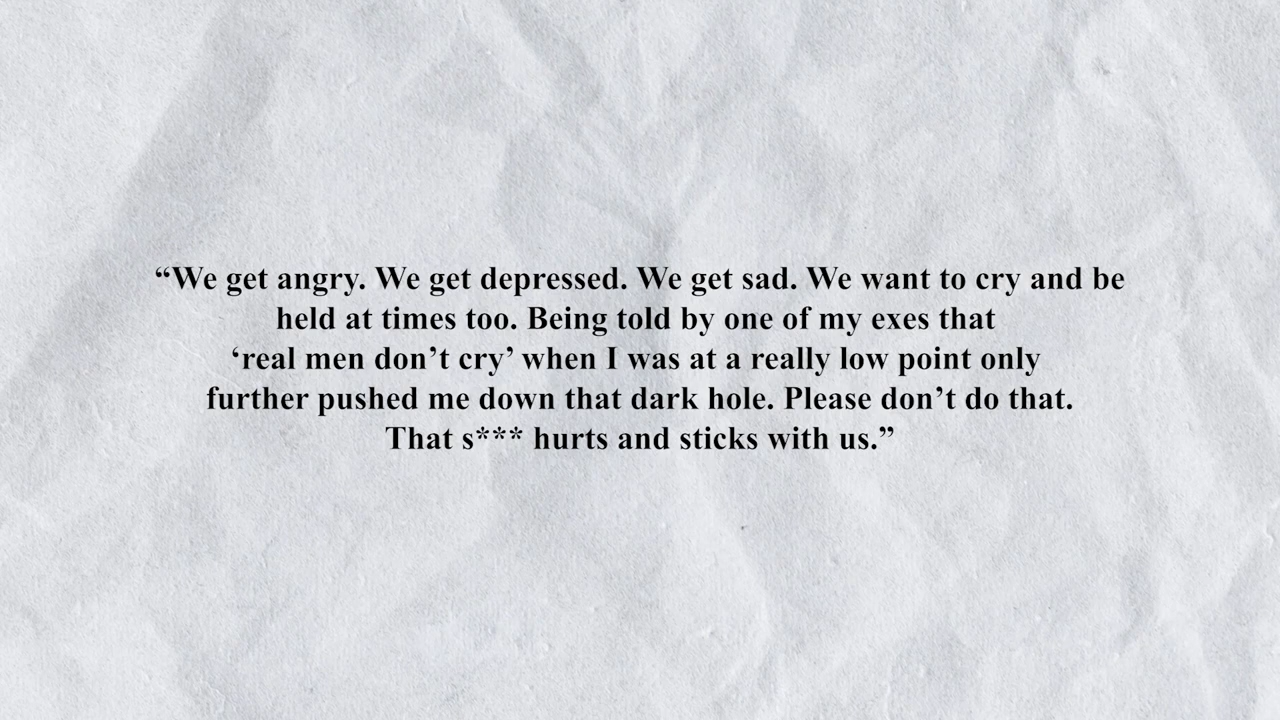 “We get angry. We get depressed. We get sad. We want to cry and be
held at times too. Being told by one of my exes that
‘real men don’t cry’ when I was at a really low point only
further pushed me down that dark hole. Please don’t do that.
That s*** hurts and sticks with us.”